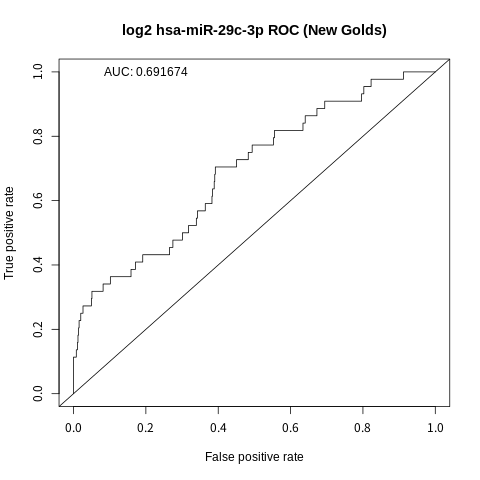 log2 hsa-miR-29c-3p ROC (New Golds)
AUC: 0.691674
1.0
0.8
0.6
0.4
0.2
0.0
True positive rate
0.0 0.2 0.4 0.6 0.8 1.0
False positive rate